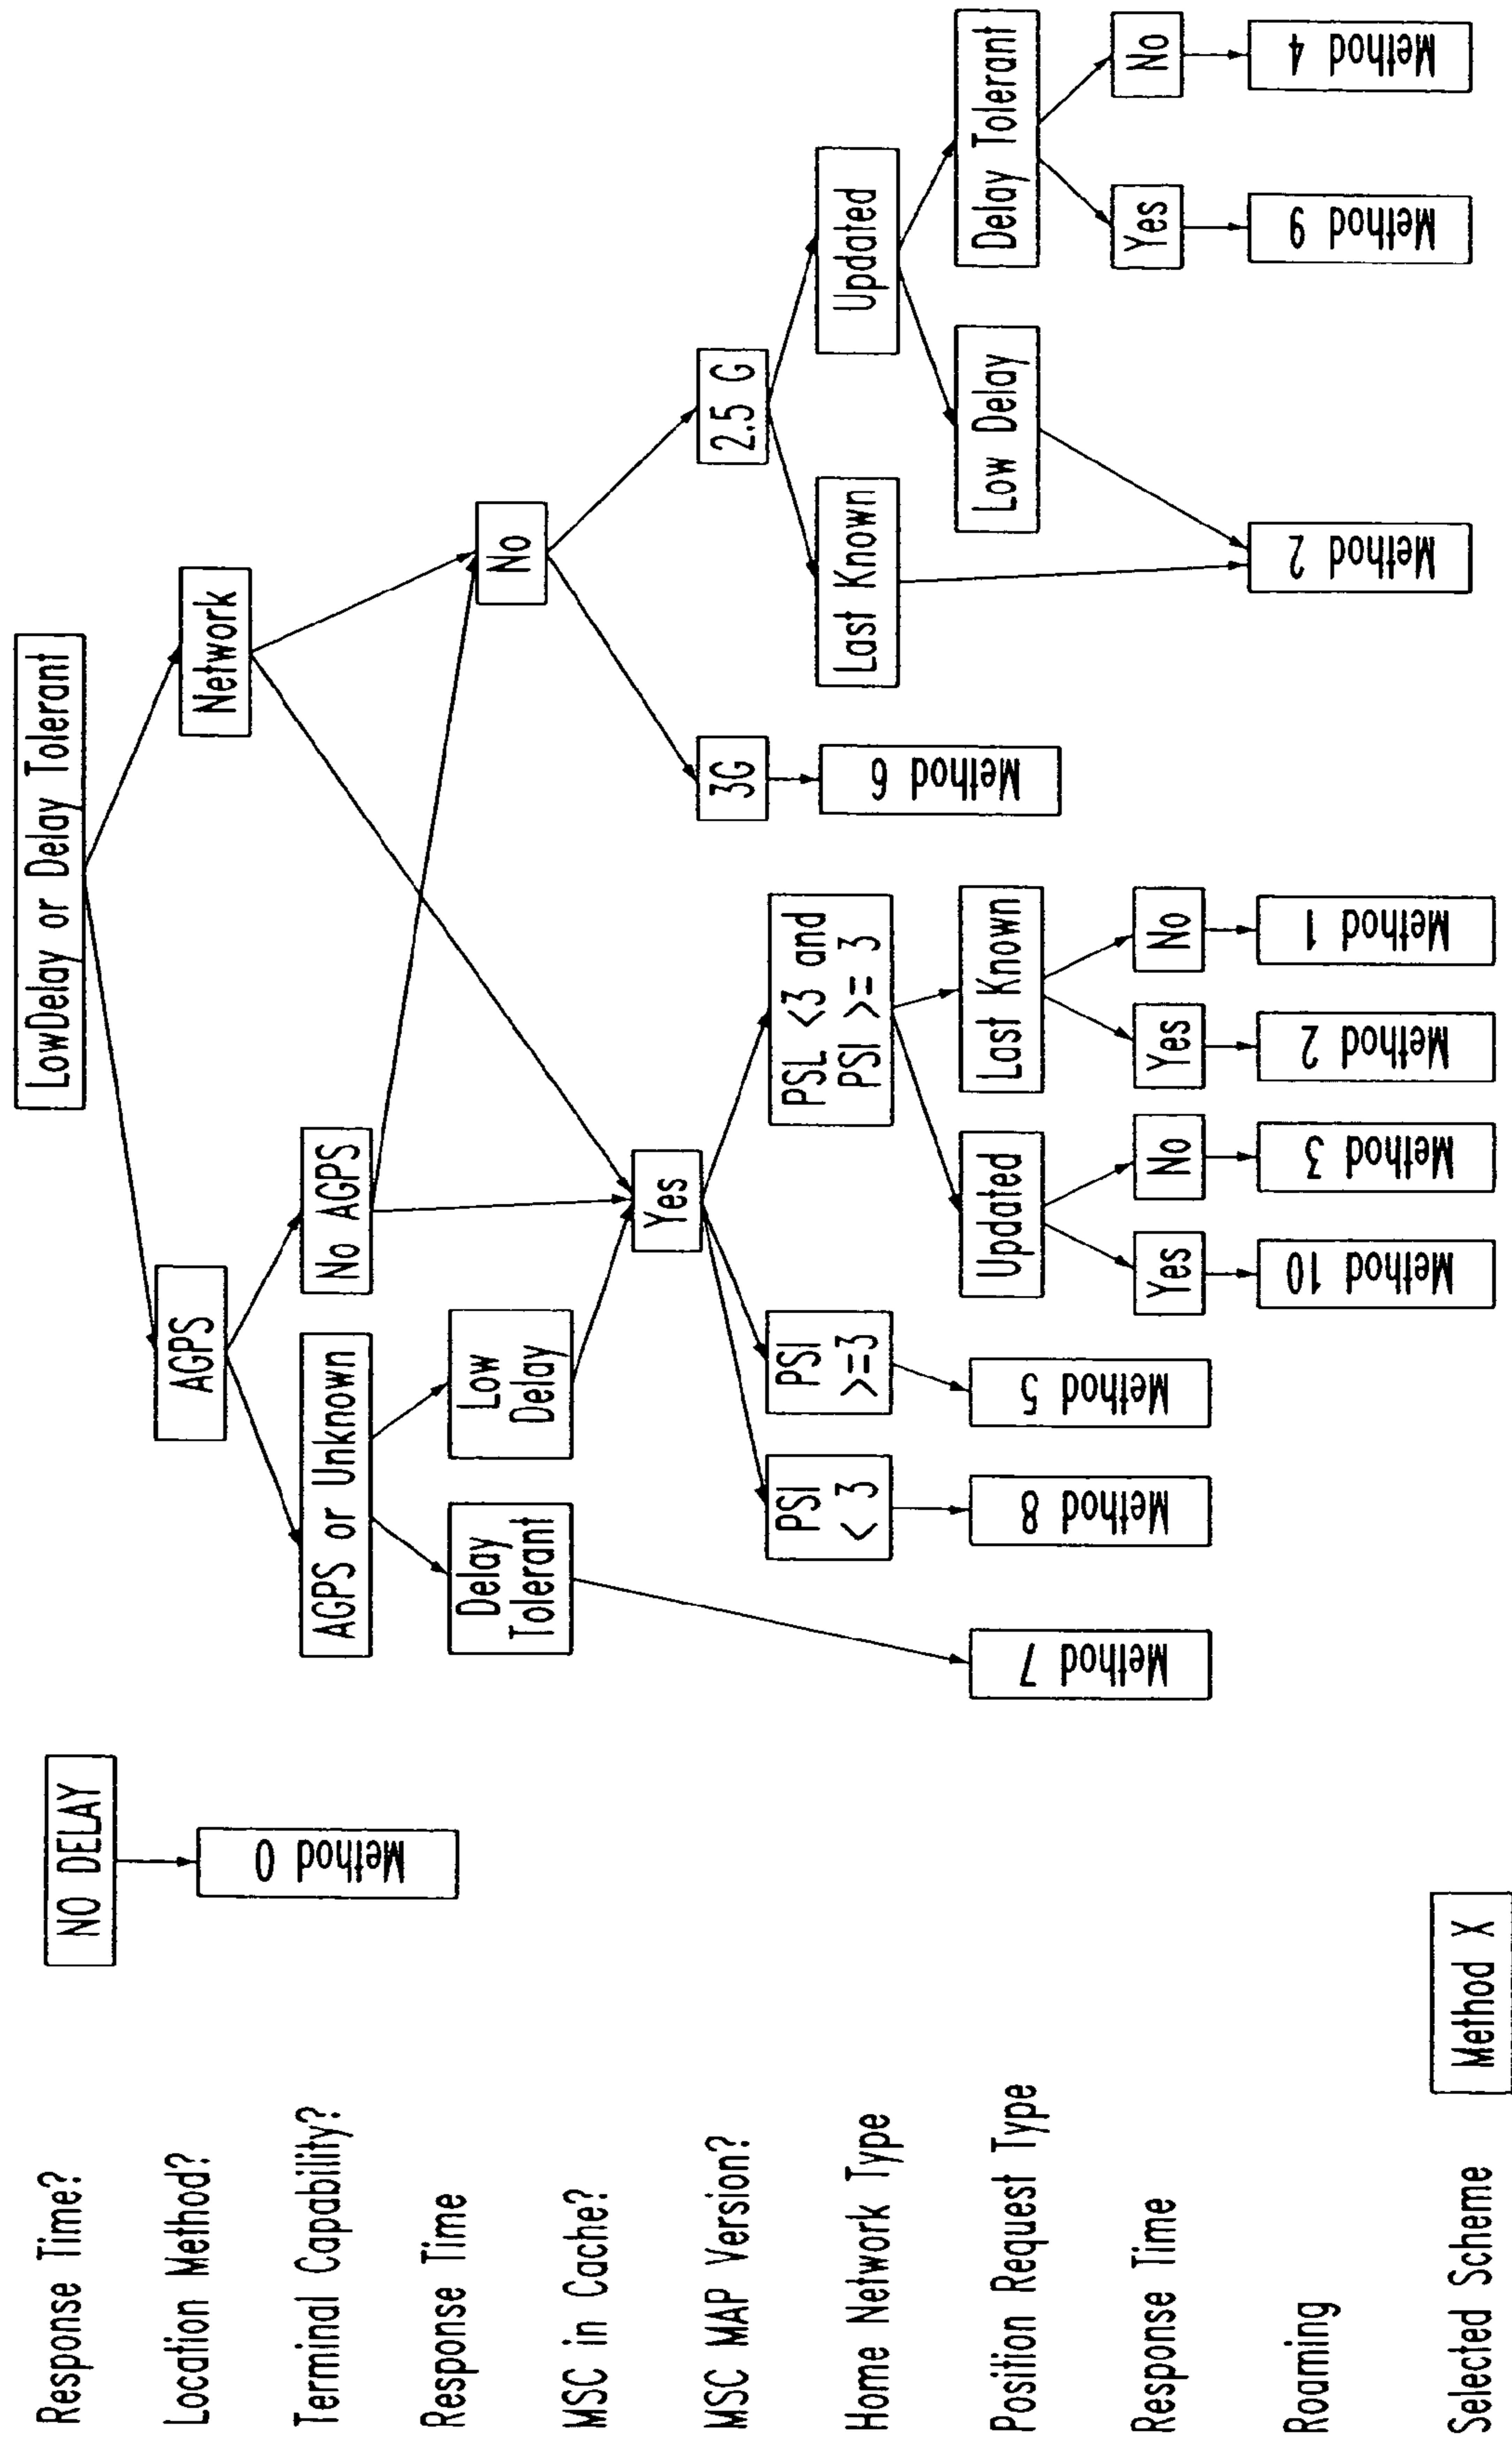 Response Time?
Location Method?
Terminal Capability?
Response Time
MSC in Cache?
MSC MAP Version?
Home Network Type
Position Request Type
Response Time
Roaming
Selected Scheme
Method X
NO DELAY
Method 0
LowDelay or Delay Tolerant
AGPS
Network
AGPS or Unknown
No AGPS
Delay
Tolerant
Low
Delay
No
Yes
PSI
< 3
PSI
>=3
PSL <3 and
PSI >= 3
3G
2.5 G
Method 7
Method 8
Method 5
Method 6
Updated
Last Known
Last Known
Updated
Low Delay
Delay Tolerant
Yes
No
Yes
No
Yes
No
Method 10
Method 3
Method 2
Method 1
Method 2
Method 9
Method 4